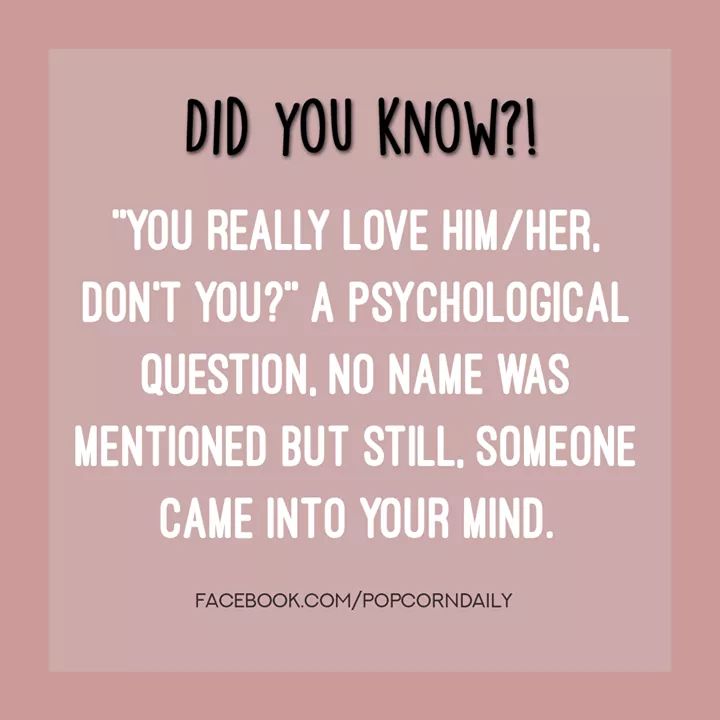 DID YOU KNOW?!
"YOU REALLY LOVE HIM/HER,
DON'T YOU?" A PSYCHOLOGICAL
QUESTION, NO NAME WAS
MENTIONED BUT STILL, SOMEONE
CAME INTO YOUR MIND.
FACEBOOK.COM/POPCORNDAILY